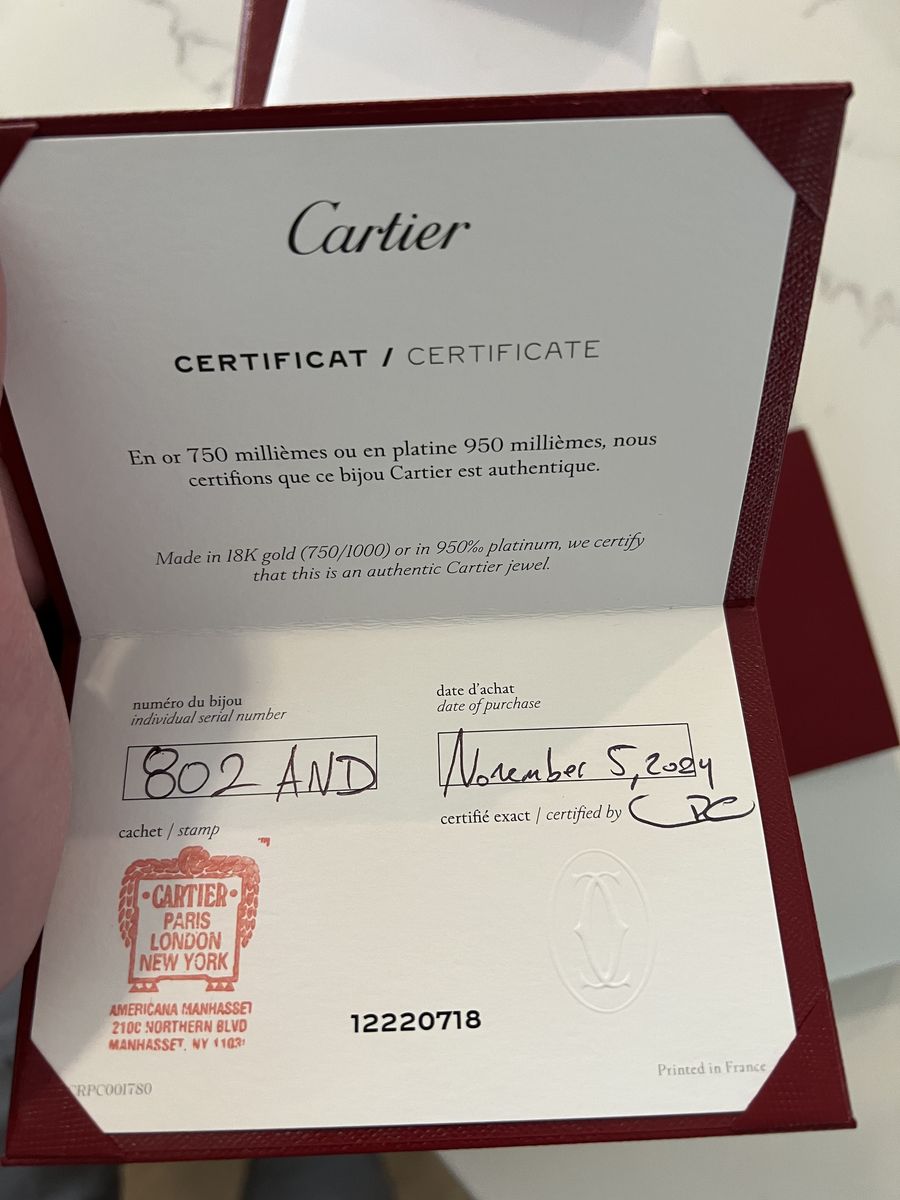 Cartier
CERTIFICAT / CERTIFICATE
En or 750 millièmes ou en platine 950 millièmes, nous
certifions que ce bijou Cartier est authentique.
Made in 18K gold (750/1000) or in 950‰ platinum, we certify
that this is an authentic Cartier jewel.
numéro du bijou
individual serial number
802 AND
date d'achat
date of purchase
November 5, 2024
certifié exact / certified by
cachet / stamp
CARTIER
PARIS
LONDON
NEW YORK
AMERICANA MANHASSET
2100 NORTHERN BLVD
MANHASSET, NY
12220718
RPC001780
Printed in France